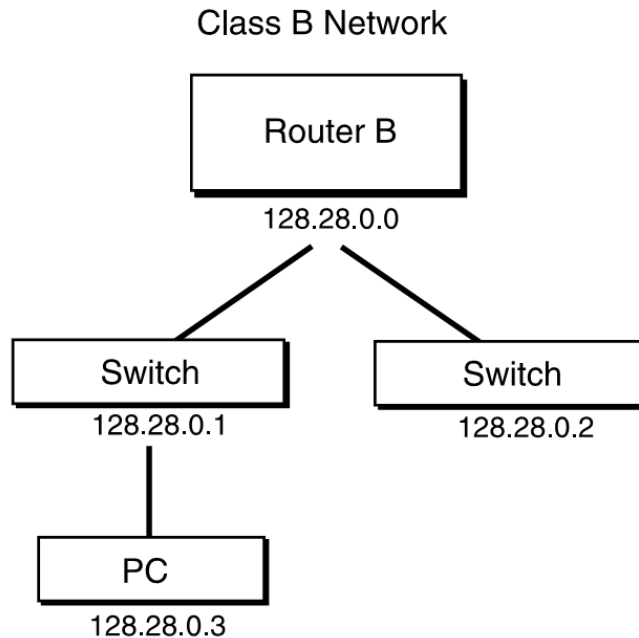 Class B Network
Router B
128.28.0.0
Switch
Switch
128.28.0.1
128.28.0.2
PC
128.28.0.3